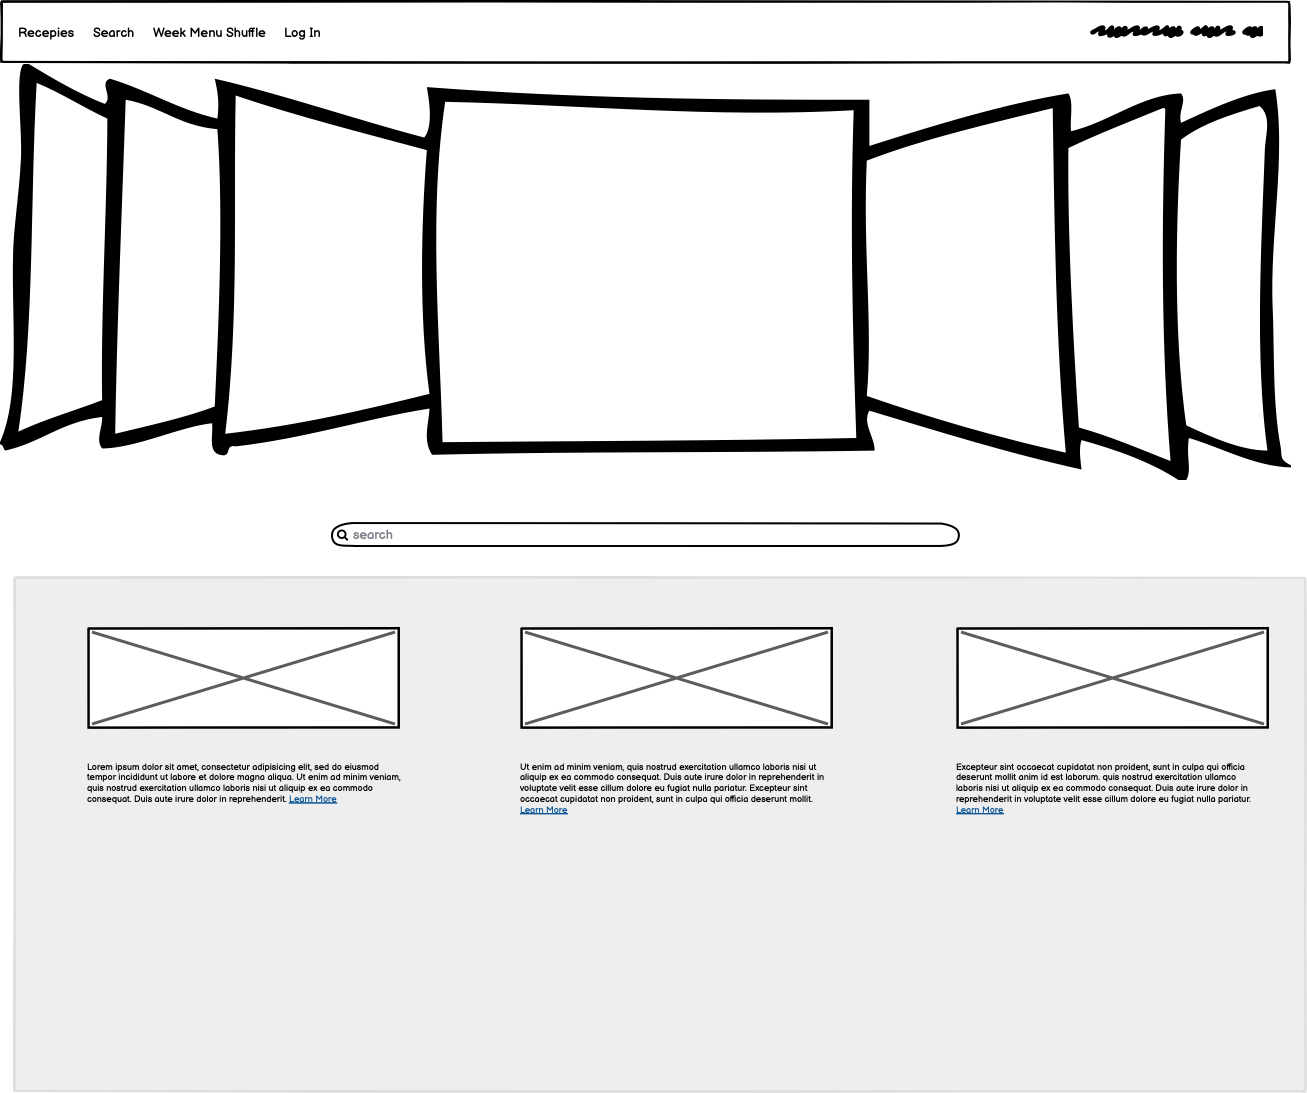 Recepies Search Week Menu Shuffle Log In
search
Lorem ipsum dolor sit amet, consectetur adipisicing elit, sed do eiusmod
tempor incididunt ut labore et dolore magna aliqua. Ut enim ad minim veniam,
quis nostrud exercitation ullamco laboris nisi ut aliquip ex ea commodo
consequat. Duis aute irure dolor in reprehenderit. Learn More
Ut enim ad minim veniam, quis nostrud exercitation ullamco laboris nisi ut
aliquip ex ea commodo consequat. Duis aute irure dolor in reprehenderit in
voluptate velit esse cillum dolore eu fugiat nulla pariatur. Excepteur sint
occaecat cupidatat non proident, sunt in culpa qui officia deserunt mollit.
Learn More
Excepteur sint occaecat cupidatat non proident, sunt in culpa qui officia
deserunt mollit anim id est laborum. quis nostrud exercitation ullamco
laboris nisi ut aliquip ex ea commodo consequat. Duis aute irure dolor in
reprehenderit in voluptate velit esse cillum dolore eu fugiat nulla pariatur.
Learn More